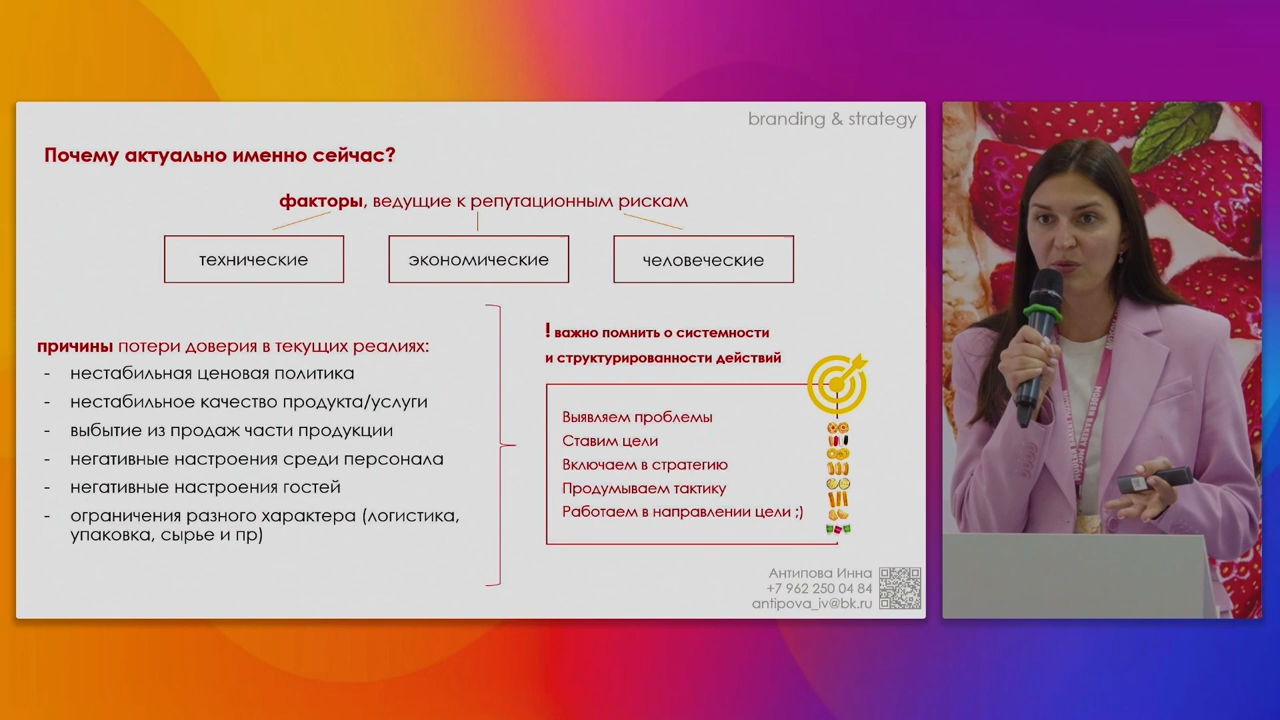 branding & strategy
Почему актуально именно сейчас?
факторы, ведущие к репутационным рискам
технические
экономические
человеческие
причины потери доверия в текущих реалиях:
- нестабильная ценовая политика
- нестабильное качество продукта/услуги
- выбытие из продаж части продукции
- негативные настроения среди персонала
- негативные настроения гостей
- ограничения разного характера (логистика,
упаковка, сырье и пр)
! важно помнить о системности
и структурированности действий
Выявляем проблемы
Ставим цели
Включаем в стратегию
Продумываем тактику
Работаем в направлении цели ;)
Антипова Инна
+7 962 250 04 84
antipova_iv@bk.ru
MODERN BAKERY MOSCOW